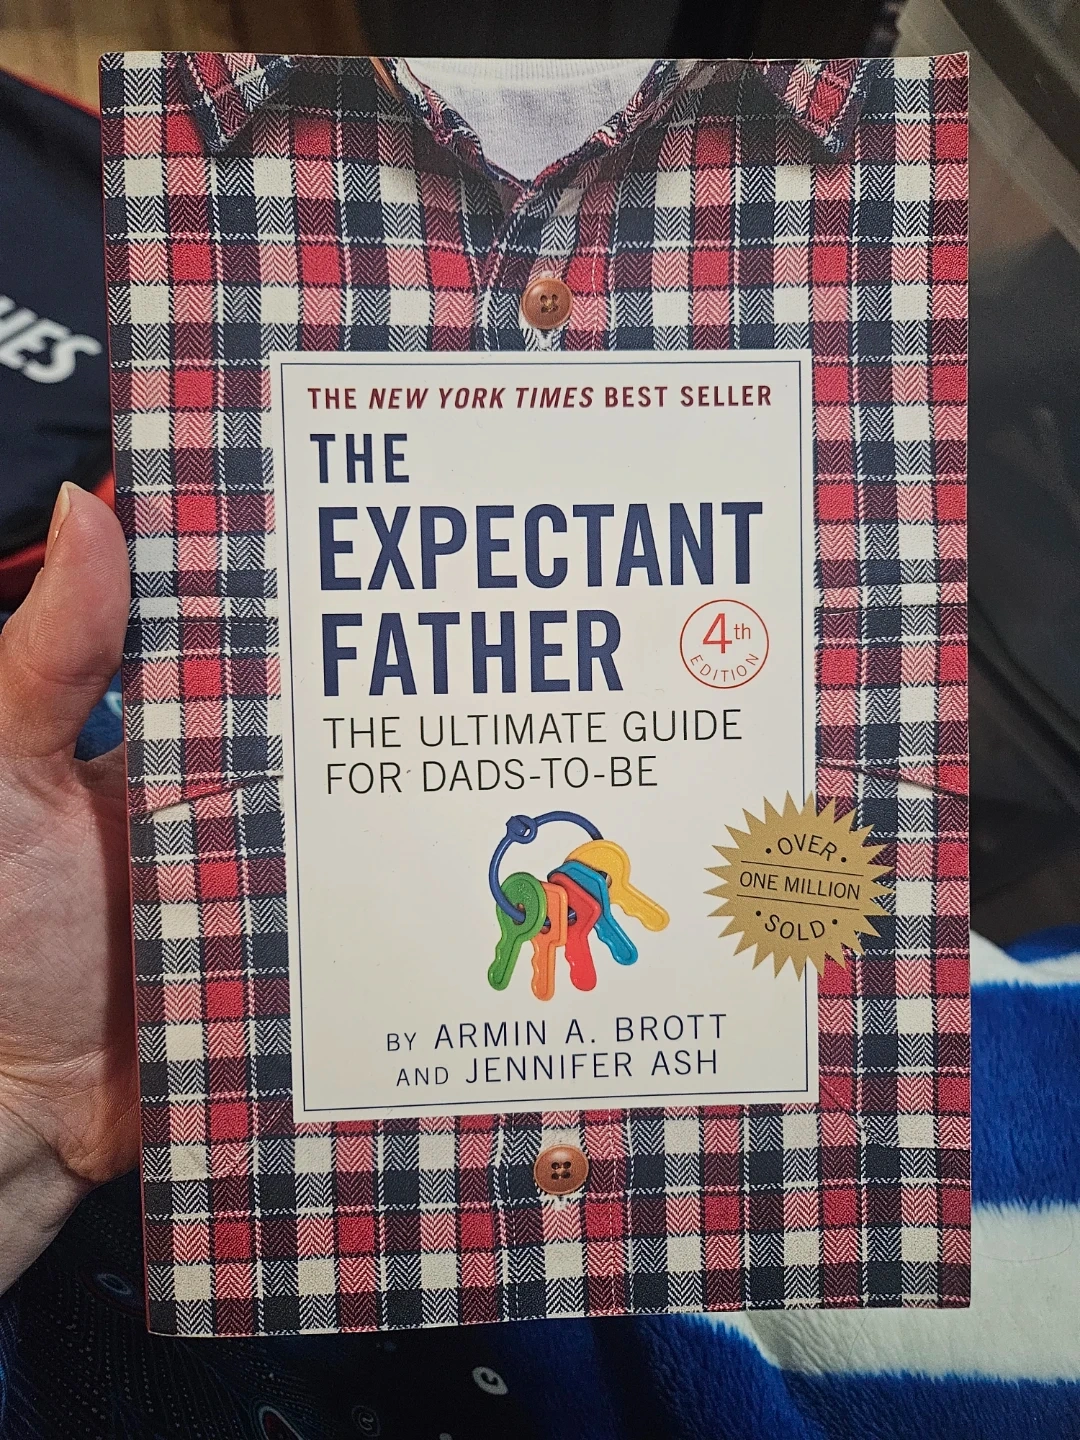 THE NEW YORK TIMES BEST SELLER
THE
EXPECTANT
FATHER
4th
EDITION
THE ULTIMATE GUIDE
FOR DADS-TO-BE
• OVER •
ONE MILLION
• SOLD •
BY ARMIN A. BROTT
AND JENNIFER ASH